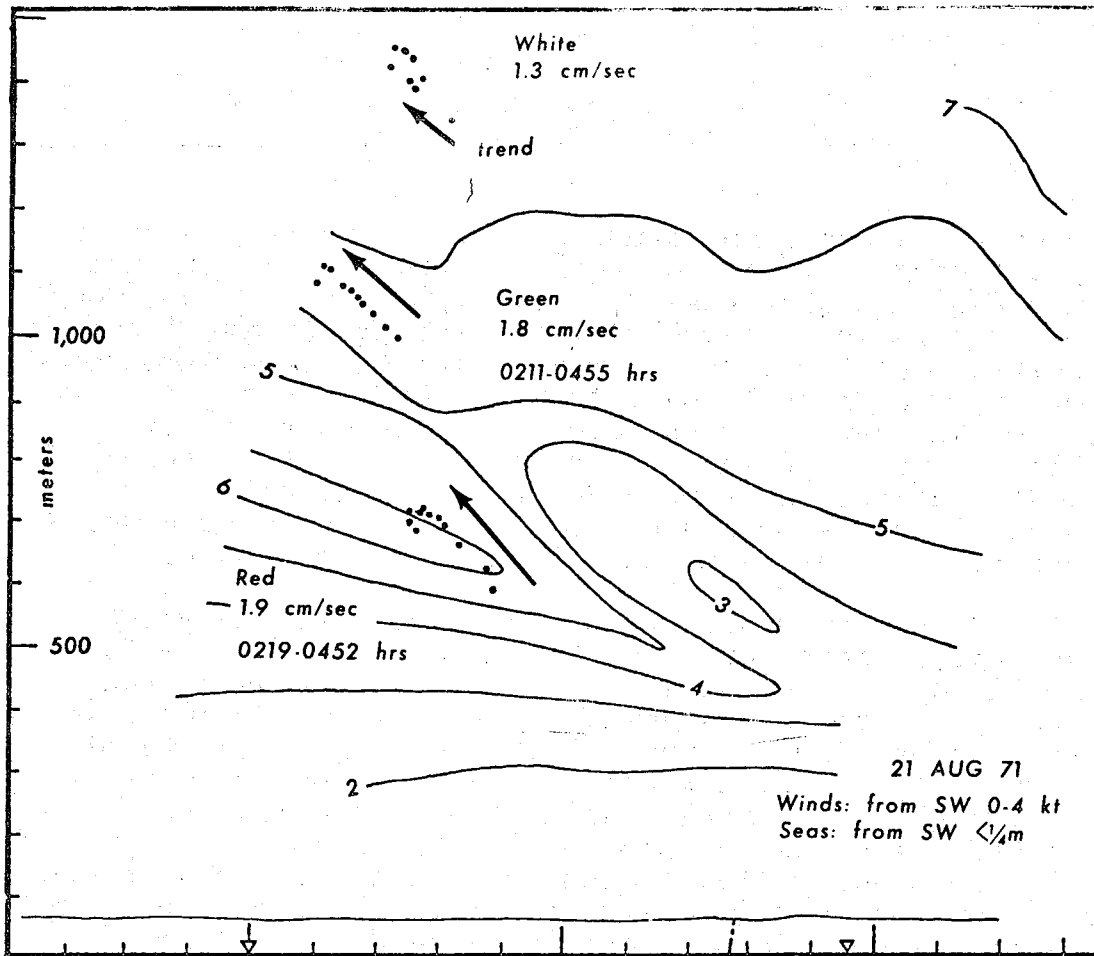 White
1.3 cm/sec
trend
7
Green
1.8 cm/sec
0211-0455 hrs
1,000
5
meters
6
5
3
Red
1.9 cm/sec
0219-0452 hrs
500
4
2
21 AUG 71
Winds: from SW 0-4 kt
Seas: from SW <1/4m